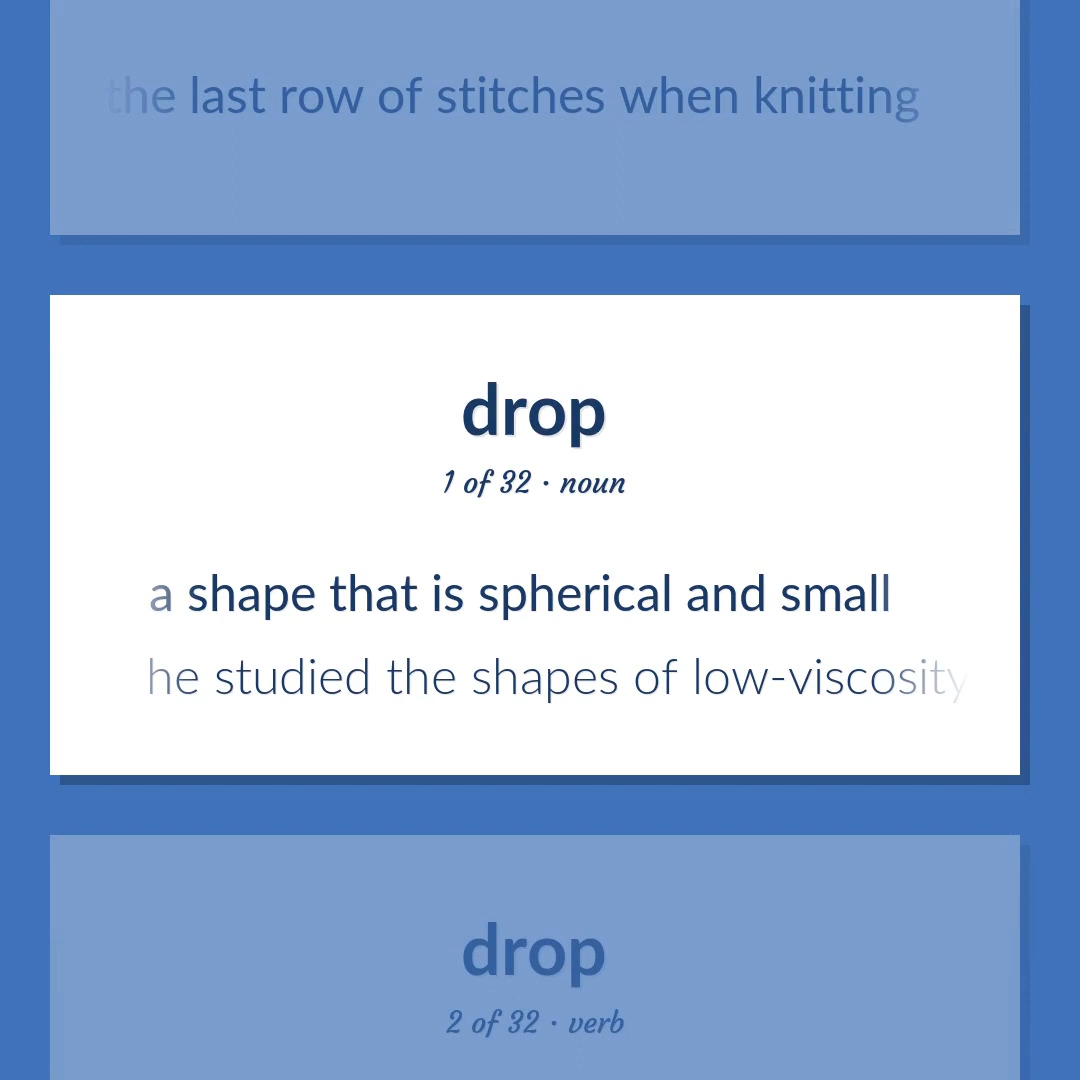 the last row of stitches when knitting
drop
1 of 32 · noun
a shape that is spherical and small
he studied the shapes of low-viscosity
drop
2 of 32 · verb